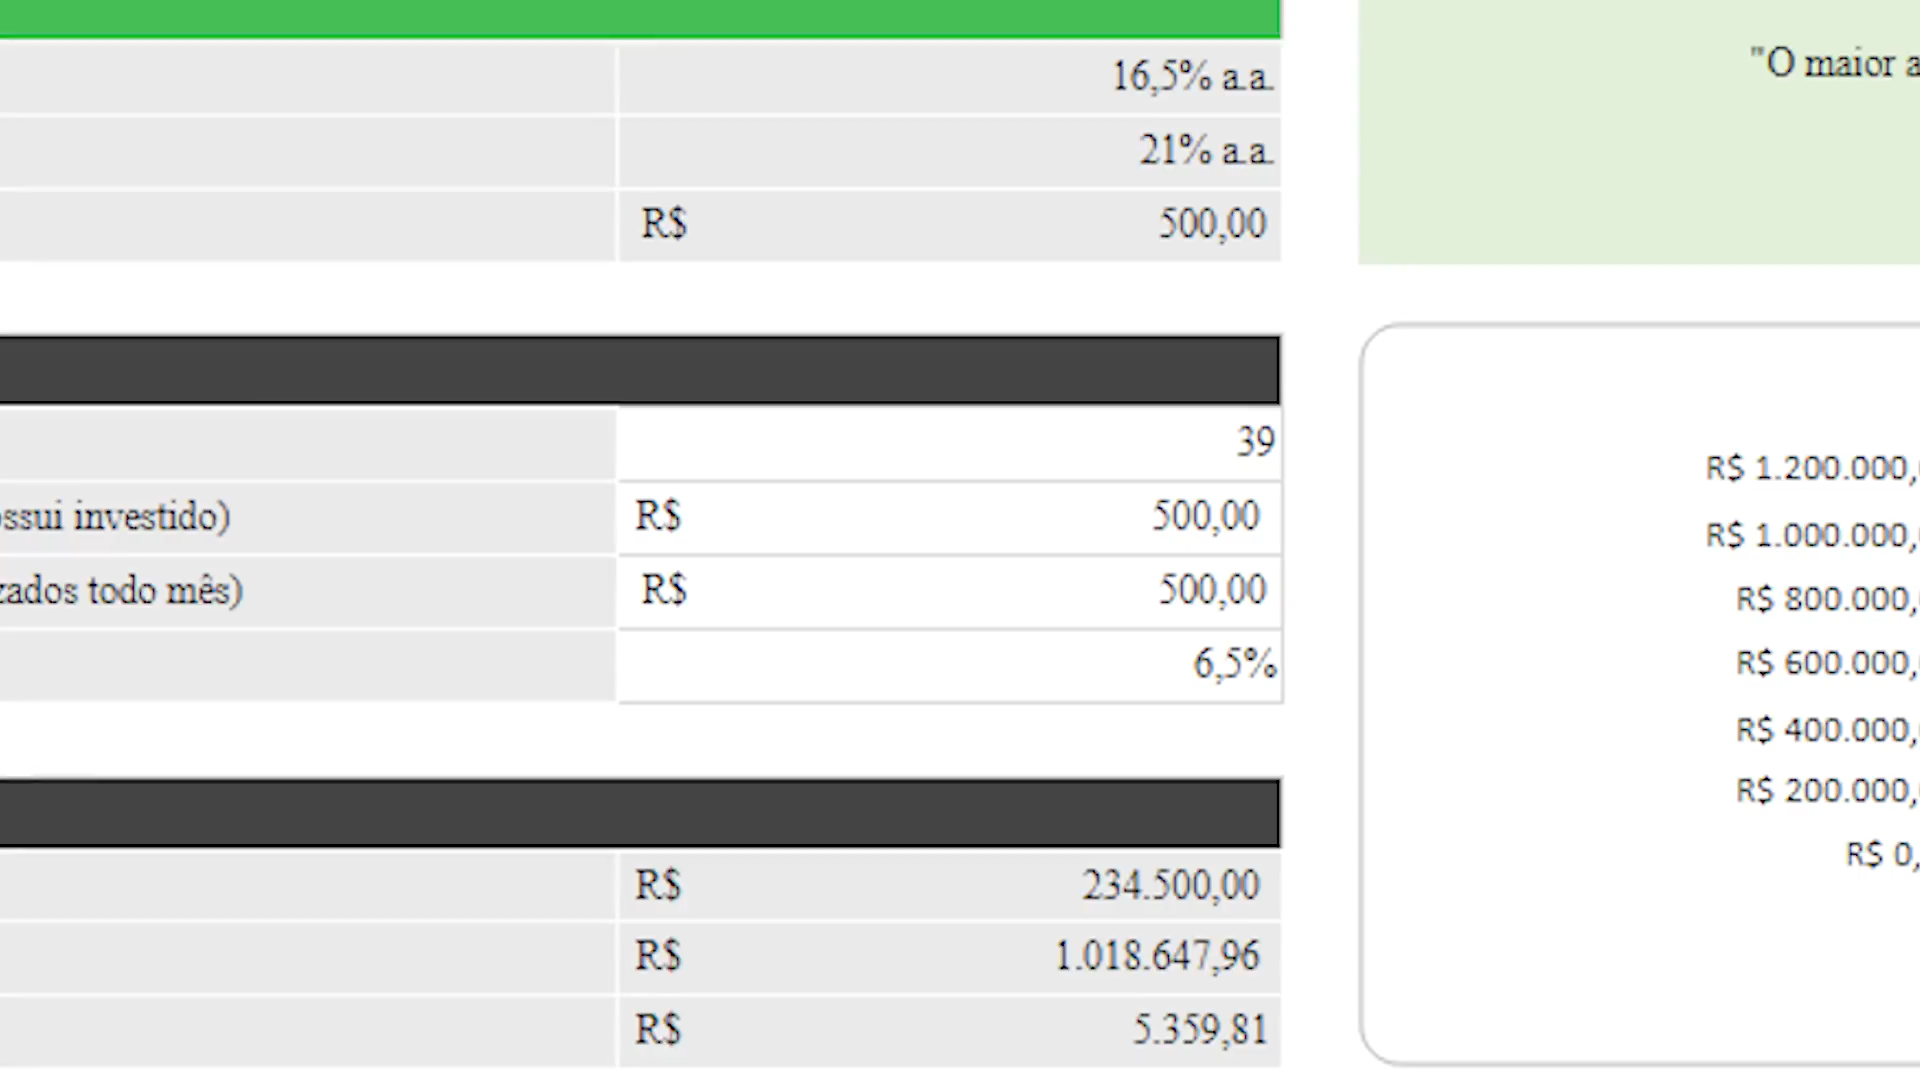 16,5% a.a.
21% a.a.
R$ 500,00
39
investido) R$ 500,00
todo mês) R$ 500,00
6,5%
R$ 234.500,00
R$ 1.018.647,96
R$ 5.359,81
"O maior
R$ 1.200.000,
R$ 1.000.000,
R$ 800.000,
R$ 600.000,
R$ 400.000,
R$ 200.000,
R$ 0,